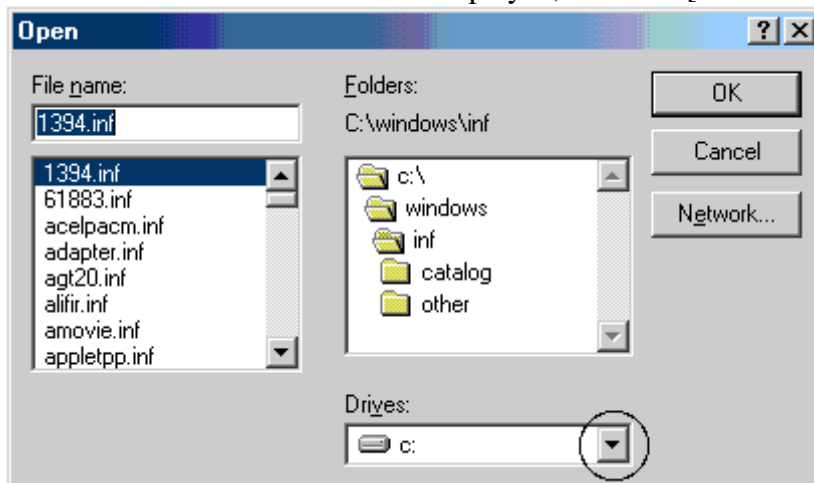 Open
File name:
1394.inf
1394.inf
61883.inf
acelpacm.inf
adapter.inf
agt20.inf
alifir.inf
amovie.inf
appletpp.inf
Folders:
C:\windows\inf
c:\
windows
inf
catalog
other
Drives:
c:
OK
Cancel
Network...